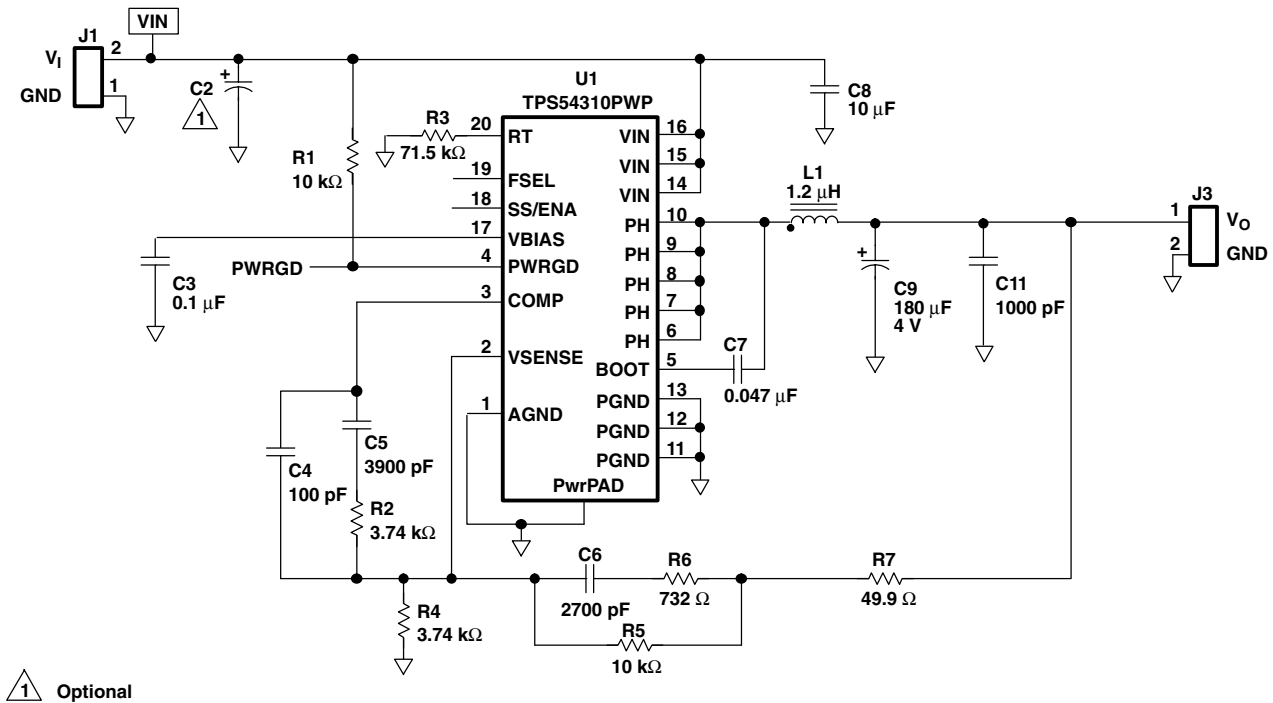 VIN
J1
V_I
2
1
GND
C2
+
1
R1
10 kΩ
R3
71.5 kΩ
U1
TPS54310PWP
C8
10 μF
20
RT
19
FSEL
18
SS/ENA
17
VBIAS
4
PWRGD
PWRGD
3
COMP
2
VSENSE
1
AGND
C3
0.1 μF
VIN
16
VIN
15
VIN
14
PH
10
PH
9
PH
8
PH
7
PH
6
BOOT
5
PGND
13
PGND
12
PGND
11
PwrPAD
L1
1.2 μH
C7
0.047 μF
+
C9
180 μF
4 V
C11
1000 pF
J3
1
V_O
2
GND
C4
100 pF
C5
3900 pF
R2
3.74 kΩ
C6
2700 pF
R6
732 Ω
R7
49.9 Ω
R4
3.74 kΩ
R5
10 kΩ
1 Optional